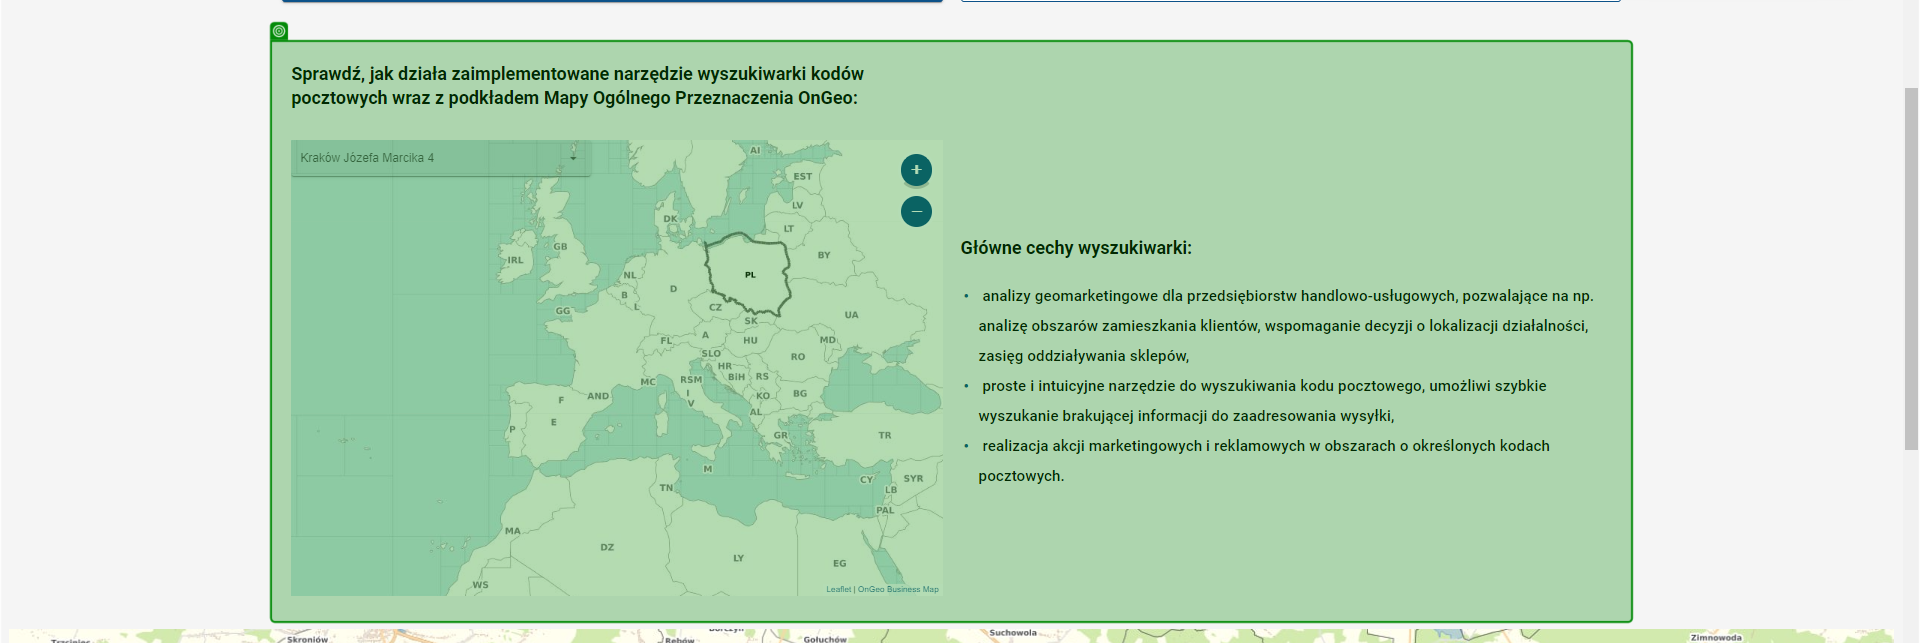 Sprawdź, jak działa zaimplementowane narzędzie wyszukiwarki kodów
pocztowych wraz z podkładem Mapy Ogólnego Przeznaczenia OnGeo:
Kraków Józefa Marcika 4
+
−
AI
EST
LV
DK
LT
GB
BY
IRL
NL
PL
D
B
L
CZ
GG
UA
SK
A
FL
HU
MD
SLO
RO
HR
MC
RSM
BiH
RS
I
AND
KO
BG
F
V
AL
E
P
GR
TR
M
CY
SYR
TN
LB
PAL
MA
DZ
LY
EG
WS
Leaflet | OnGeo Business Map
Główne cechy wyszukiwarki:
• analizy geomarketingowe dla przedsiębiorstw handlowo-usługowych, pozwalające na np.
analizę obszarów zamieszkania klientów, wspomaganie decyzji o lokalizacji działalności,
zasięg oddziaływania sklepów,
• proste i intuicyjne narzędzie do wyszukiwania kodu pocztowego, umożliwi szybkie
wyszukanie brakującej informacji do zaadresowania wysyłki,
• realizacja akcji marketingowych i reklamowych w obszarach o określonych kodach
pocztowych.
Skroniów
Gołuchów
Suchowola
Zimnowoda